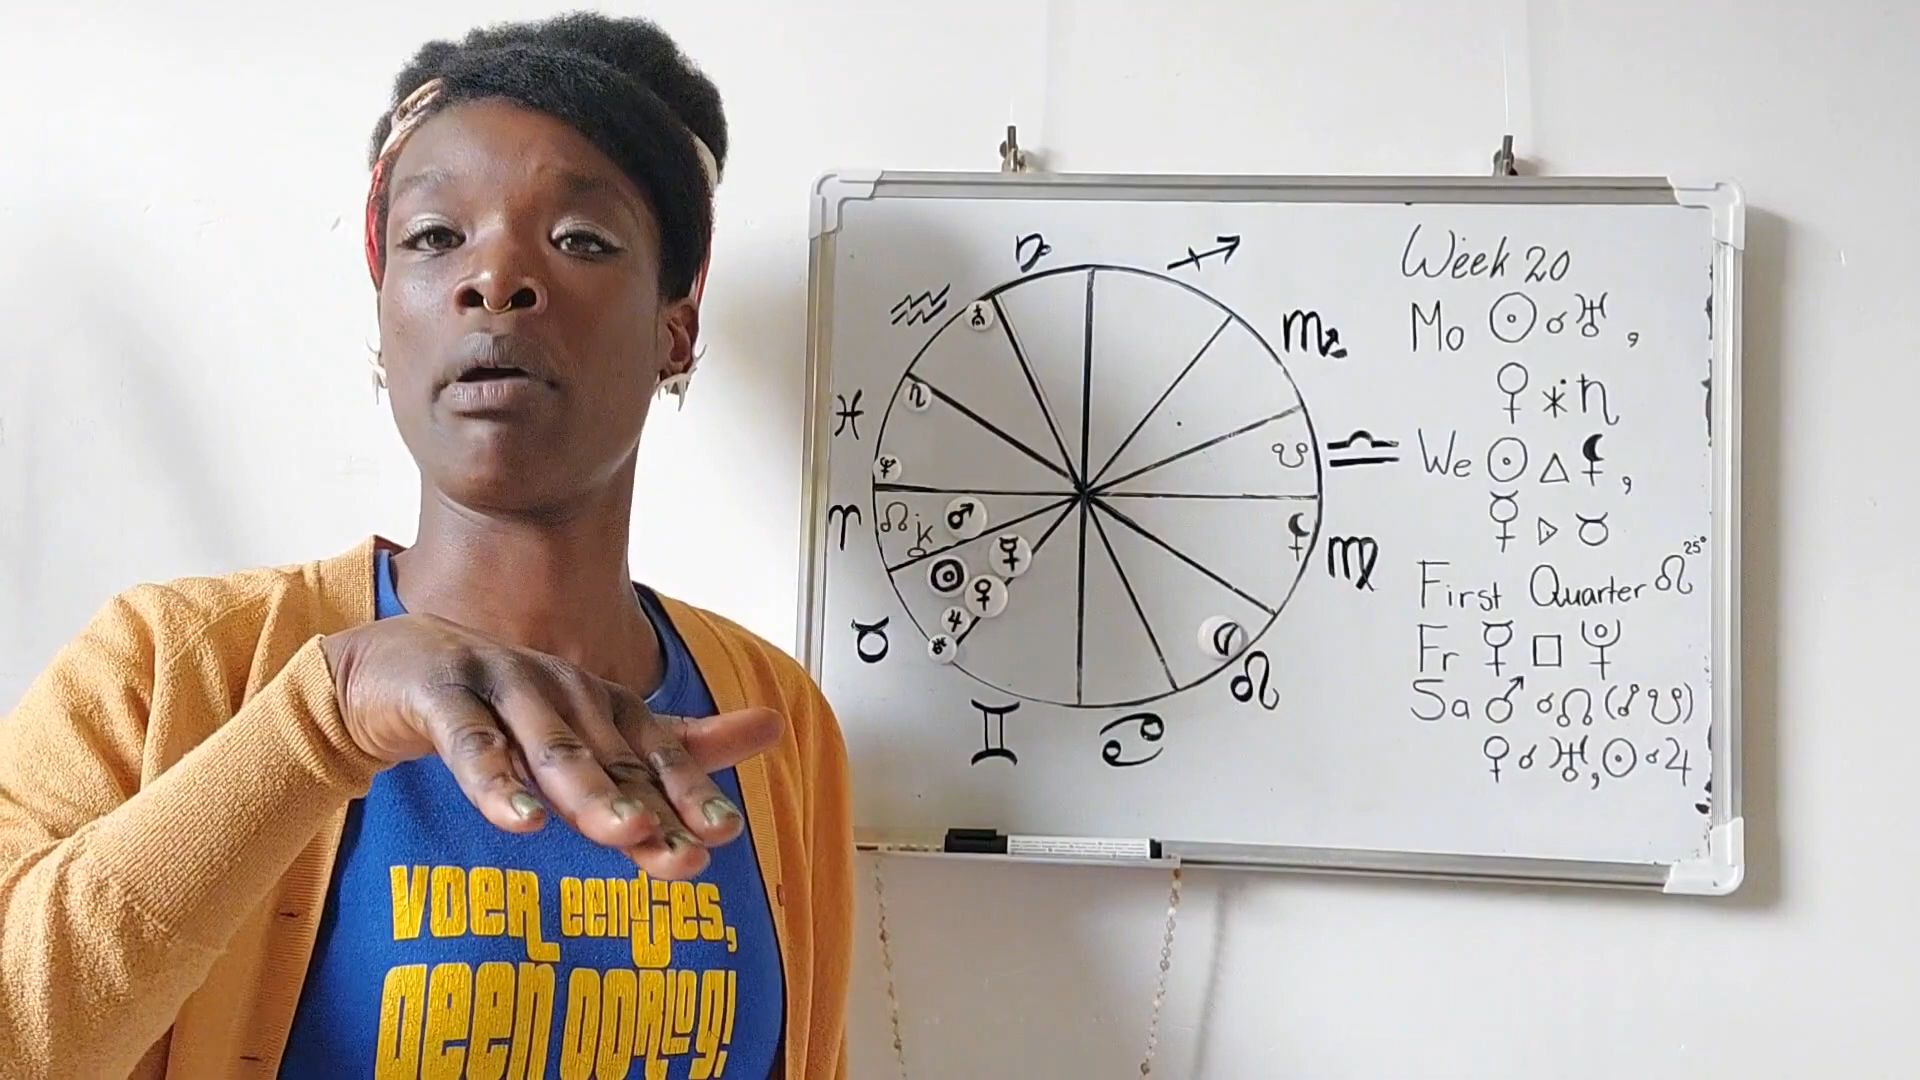 Week 20
Mo ☉ ☌ ♅,
♀ ⚹ ♄
We ☉ △ ⚸,
☿ ▷ ♉
First Quarter ♌ 25°
Fr ☿ □ ♇
Sa ♂ ☌ ☊ (☍ ☋)
♀ ☌ ♅, ☉ ☌ ♃
♑ ♐
♒ ♏
♓ ♎
♈ ♍
♉ ♌
♊ ♋
VOER eendjes,
GEEN OORLOG!